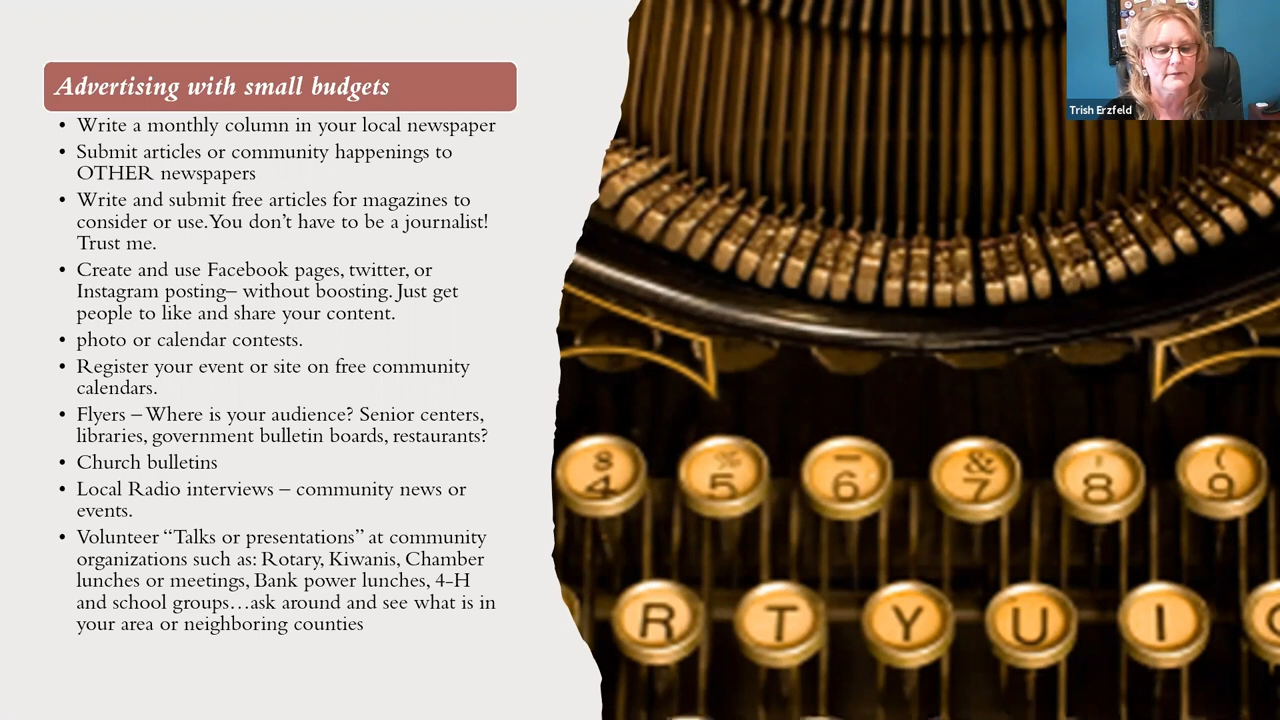 Advertising with small budgets
• Write a monthly column in your local newspaper
• Submit articles or community happenings to
OTHER newspapers
• Write and submit free articles for magazines to
consider or use.You don’t have to be a journalist!
Trust me.
• Create and use Facebook pages, twitter, or
Instagram posting– without boosting. Just get
people to like and share your content.
• photo or calendar contests.
• Register your event or site on free community
calendars.
• Flyers – Where is your audience? Senior centers,
libraries, government bulletin boards, restaurants?
• Church bulletins
• Local Radio interviews – community news or
events.
• Volunteer “Talks or presentations” at community
organizations such as: Rotary, Kiwanis, Chamber
lunches or meetings, Bank power lunches, 4-H
and school groups…ask around and see what is in
your area or neighboring counties
Trish Erzfeld
4 % 5 – 6 & 7 8 ( 9
R T Y U I